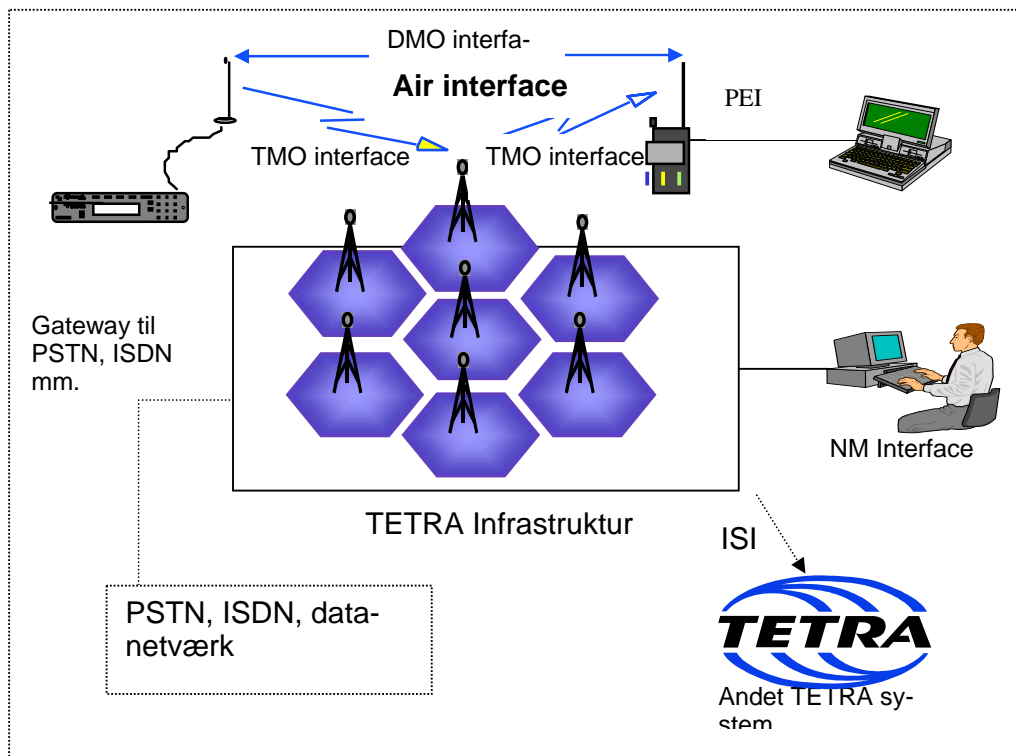 DMO interfa-
Air interface
PEI
TMO interface
TMO interface
Gateway til
PSTN, ISDN
mm.
NM Interface
TETRA Infrastruktur
ISI
PSTN, ISDN, data-
netværk
TETRA
Andet TETRA sy-
stem